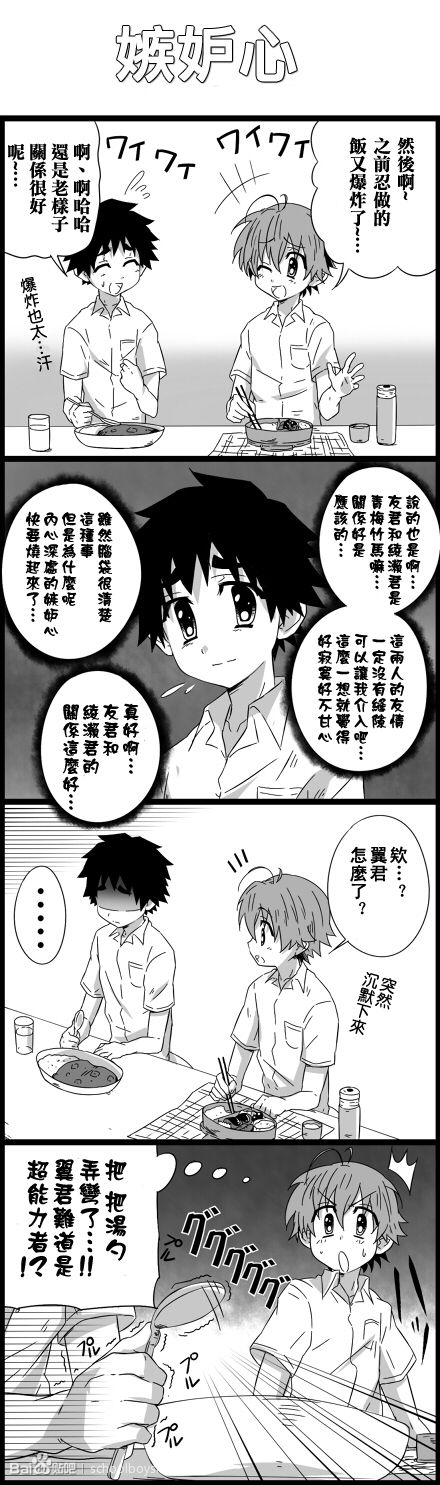 嫉妒心
然後啊~
之前忍做的
飯又爆炸了~…
ワイワイ
ワイワイ
啊、啊哈哈
還是老樣子
關係很好
呢~…
爆炸也太…汗
說的也是啊…
友君和綾瀨君是
青梅竹馬嘛…
關係好是
應該的…
這兩人的友情
一定沒有縫隙
可以讓我介入吧…
這麼一想就覺得
好寂寞好不甘心
雖然腦袋很清楚
這種事
但是為什麼呢
內心深處的嫉妒心
快要燒起來了…
真好啊…
友君和
綾瀨君的
關係這麼好…
欸…?
翼君
怎麼了?
突然
沉默下來
・・・・・
把 把湯勺
弄彎了…!!
翼君難道是
超能力者!?
グググググ
プル
プル
プル
プル
Bai 贴吧 | schoolboys